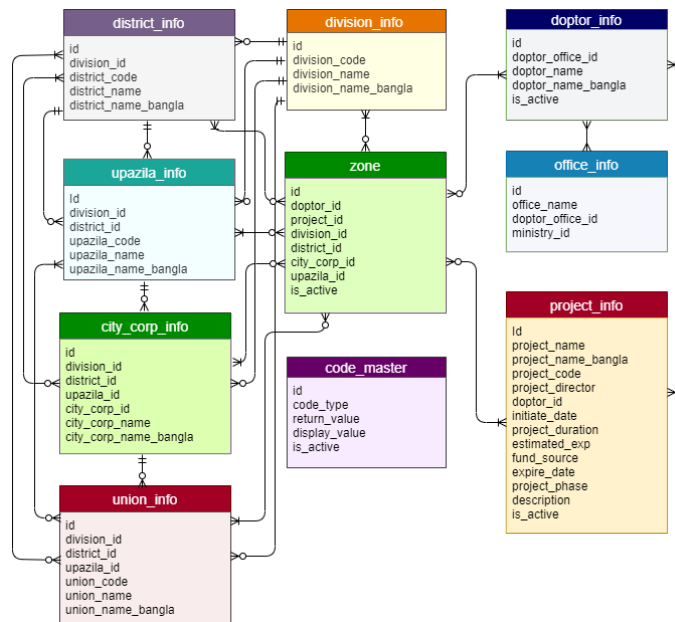 district_info
id
division_id
district_code
district_name
district_name_bangla
division_info
id
division_code
division_name
division_name_bangla
doptor_info
id
doptor_office_id
doptor_name
doptor_name_bangla
is_active
upazila_info
Id
division_id
district_id
upazila_code
upazila_name
upazila_name_bangla
zone
id
doptor_id
project_id
division_id
district_id
city_corp_id
upazila_id
is_active
office_info
id
office_name
doptor_office_id
ministry_id
city_corp_info
id
division_id
district_id
upazila_id
city_corp_id
city_corp_name
city_corp_name_bangla
code_master
id
code_type
return_value
display_value
is_active
project_info
Id
project_name
project_name_bangla
project_code
project_director
doptor_id
initiate_date
project_duration
estimated_exp
fund_source
expire_date
project_phase
description
is_active
union_info
id
division_id
district_id
upazila_id
union_code
union_name
union_name_bangla